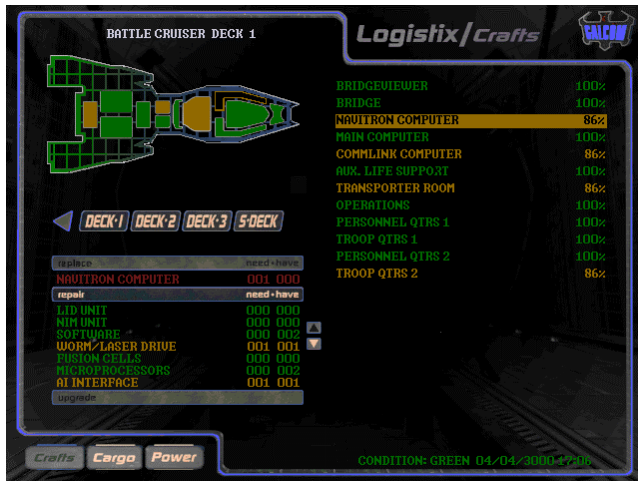 BATTLE CRUISER DECK 1
Logistix/Crafts
GALCOM
BRIDGEVIEWER 100%
BRIDGE 100%
NAVITRON COMPUTER 86%
MAIN COMPUTER 100%
COMMLINK COMPUTER 86%
AUX. LIFE SUPPORT 100%
TRANSPORTER ROOM 86%
OPERATIONS 100%
PERSONNEL QTRS 1 100%
TROOP QTRS 1 100%
PERSONNEL QTRS 2 100%
TROOP QTRS 2 86%
DECK·1 DECK·2 DECK·3 S·DECK
replace need·have
NAVITRON COMPUTER 001 000
repair need·have
LID UNIT 000 000
NIM UNIT 000 000
SOFTWARE 000 002
WORM/LASER DRIVE 001 001
FUSION CELLS 000 000
MICROPROCESSORS 000 002
AI INTERFACE 001 001
upgrade
Crafts Cargo Power
CONDITION: GREEN 04/04/3000-17:06